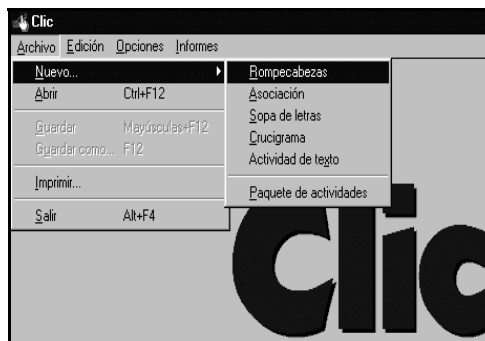 Clic
Archivo Edición Opciones Informes
Nuevo...
Abrir Ctrl+F12
Guardar Mayúsculas+F12
Guardar como... F12
Imprimir...
Salir Alt+F4
Rompecabezas
Asociación
Sopa de letras
Crucigrama
Actividad de texto
Paquete de actividades
Clic